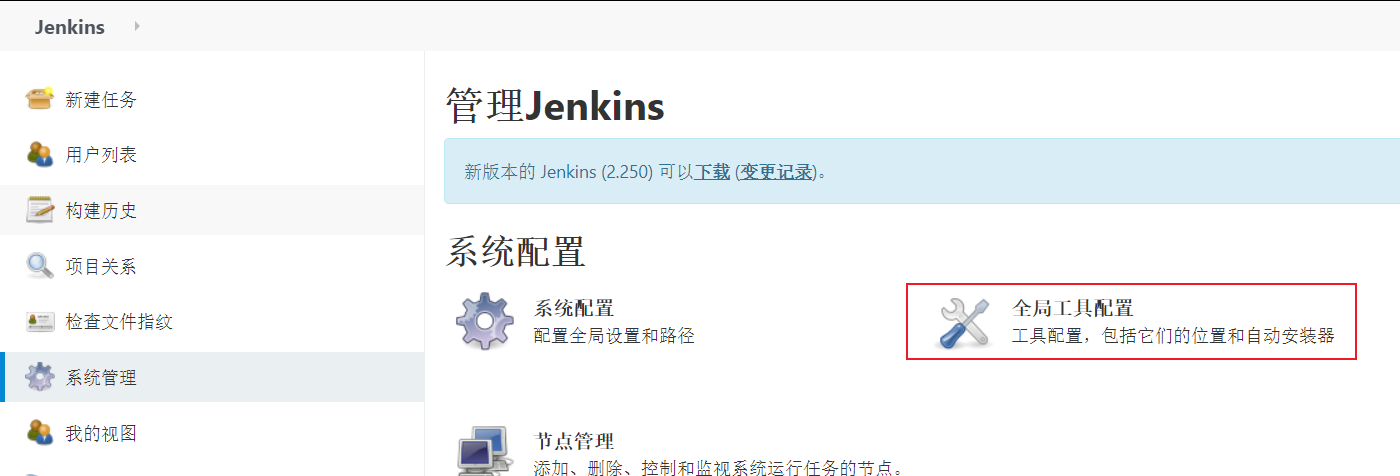 Jenkins
新建任务
用户列表
构建历史
项目关系
检查文件指纹
系统管理
我的视图
管理Jenkins
新版本的 Jenkins (2.250) 可以下载 (变更记录)。
系统配置
系统配置
配置全局设置和路径
全局工具配置
工具配置，包括它们的位置和自动安装器
节点管理
添加、删除、控制和监视系统运行任务的节点。